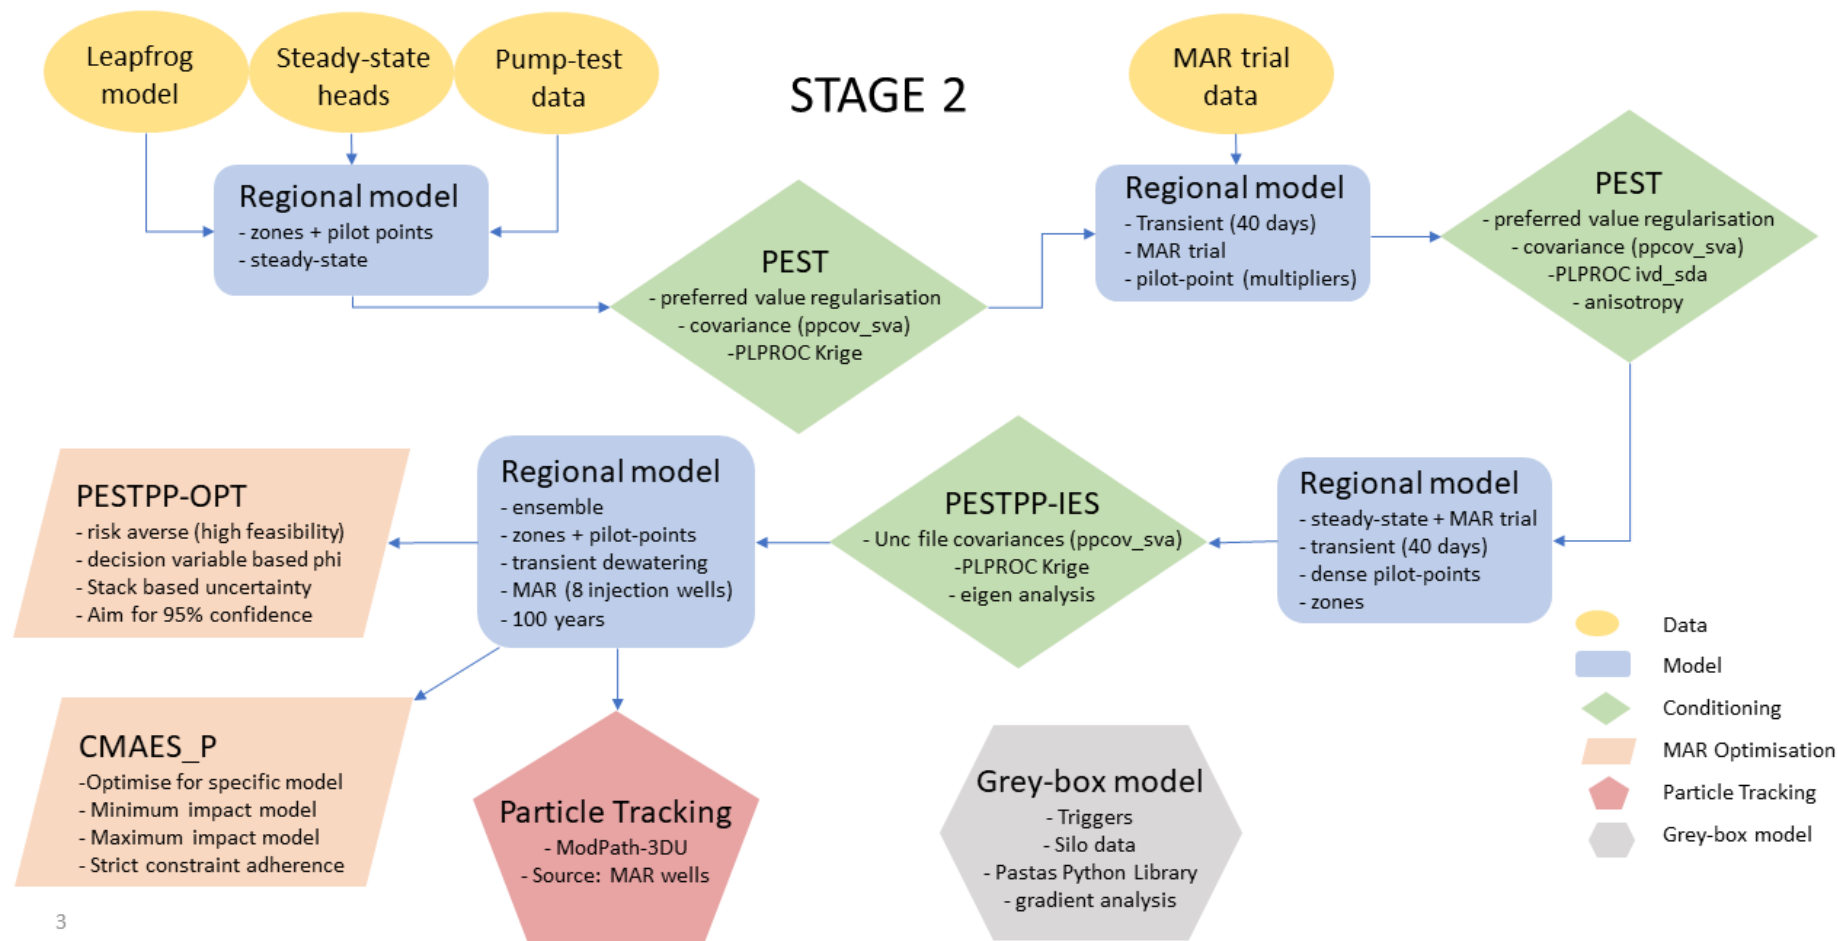 Leapfrog
model
Steady-state
heads
Pump-test
data
STAGE 2
MAR trial
data
Regional model
- zones + pilot points
- steady-state
PEST
- preferred value regularisation
- covariance (ppcov_sva)
-PLPROC Krige
Regional model
- Transient (40 days)
- MAR trial
- pilot-point (multipliers)
PEST
- preferred value regularisation
- covariance (ppcov_sva)
-PLPROC ivd_sda
- anisotropy
PESTPP-OPT
- risk averse (high feasibility)
- decision variable based phi
- Stack based uncertainty
- Aim for 95% confidence
Regional model
- ensemble
- zones + pilot-points
- transient dewatering
- MAR (8 injection wells)
- 100 years
PESTPP-IES
- Unc file covariances (ppcov_sva)
-PLPROC Krige
- eigen analysis
Regional model
- steady-state + MAR trial
- transient (40 days)
- dense pilot-points
- zones
CMAES_P
-Optimise for specific model
- Minimum impact model
- Maximum impact model
- Strict constraint adherence
Particle Tracking
- ModPath-3DU
- Source: MAR wells
Grey-box model
- Triggers
- Silo data
- Pastas Python Library
- gradient analysis
Data
Model
Conditioning
MAR Optimisation
Particle Tracking
Grey-box model
3